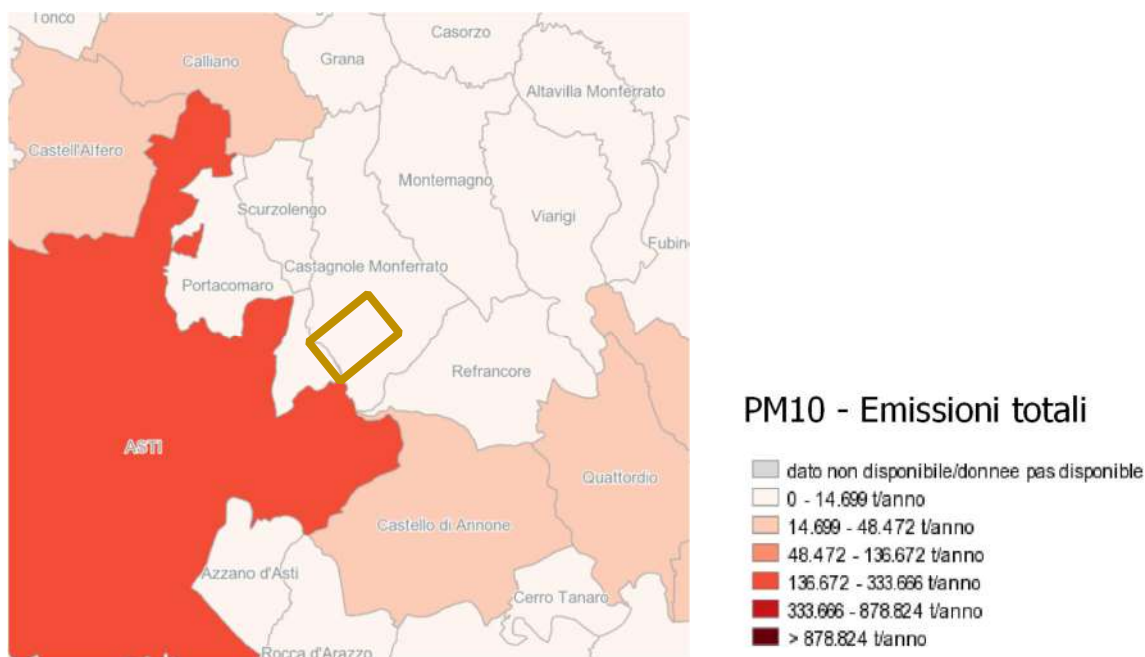 Tonco
Casorzo
Calliano
Grana
Altavilla Monferrato
Castell'Alfero
Montemagno
Scurzolengo
Viarigi
Fubin
Castagnole Monferrato
Portacomaro
Refrancore
ASTI
Quattordio
Castello di Annone
Azzano d'Asti
Cerro Tanaro
Rocca d'Arazzo
PM10 - Emissioni totali
dato non disponibile/donnee pas disponible
0 - 14.699 t/anno
14.699 - 48.472 t/anno
48.472 - 136.672 t/anno
136.672 - 333.666 t/anno
333.666 - 878.824 t/anno
> 878.824 t/anno